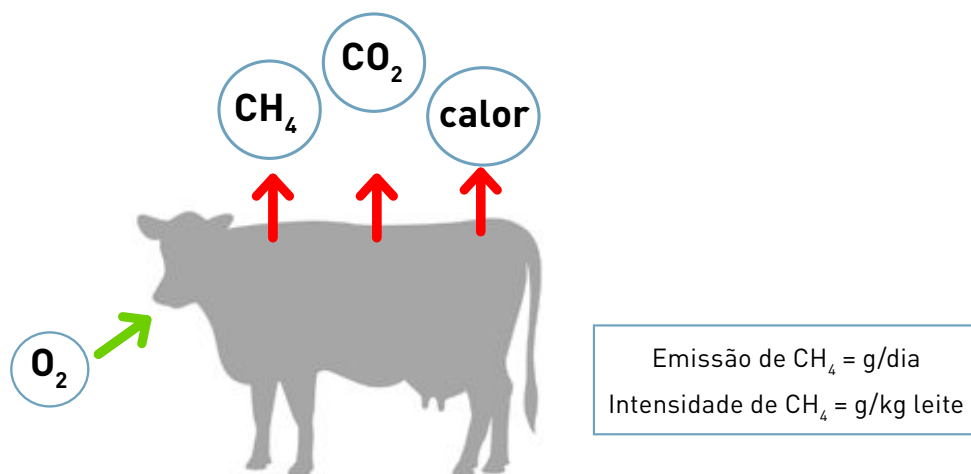 CO₂
CH₄
calor
O₂
Emissão de CH₄ = g/dia
Intensidade de CH₄ = g/kg leite